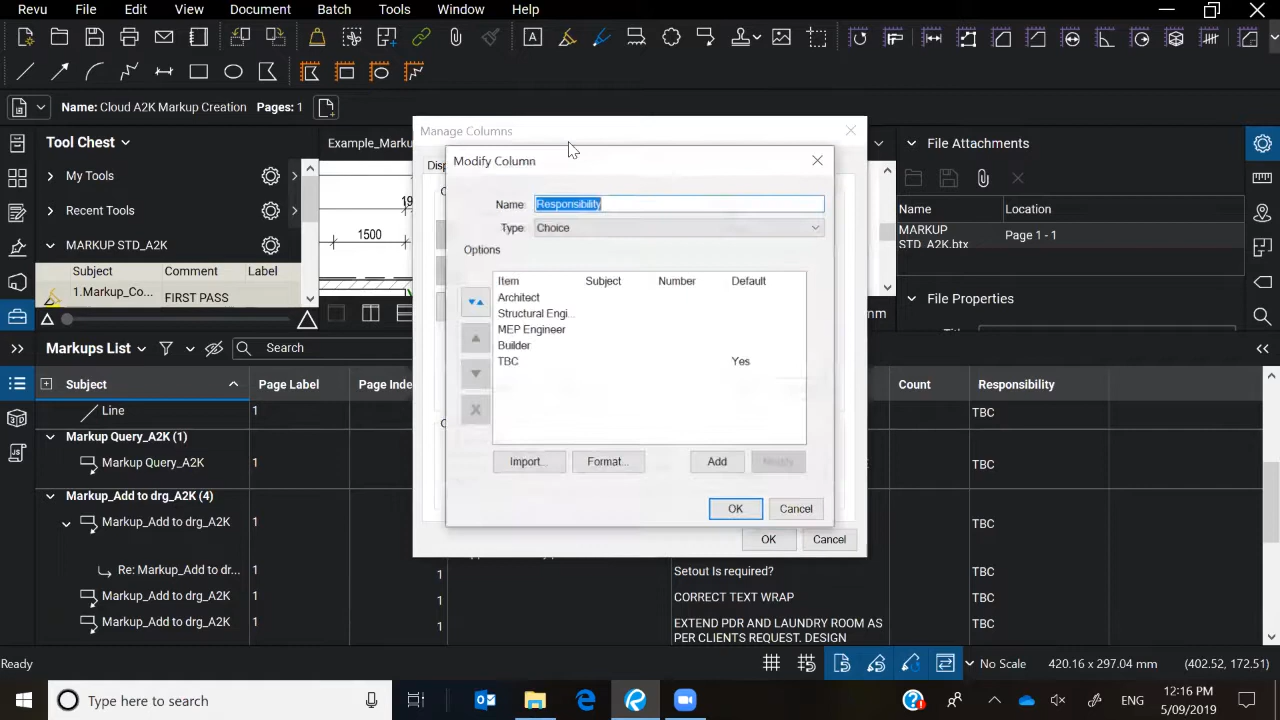 Revu File Edit View Document Batch Tools Window Help
Name: Cloud A2K Markup Creation Pages: 1
Tool Chest
My Tools
Recent Tools
MARKUP STD_A2K
Subject Comment Label
1.Markup_Co... FIRST PASS
Example_Marku
19
1500
Manage Columns
Disp
Modify Column
Name: Responsibility
Type: Choice
Options
Item Subject Number Default
Architect
Structural Engi...
MEP Engineer
Builder
TBC Yes
Import... Format... Add Modify
OK Cancel
OK Cancel
File Attachments
Name Location
MARKUP STD_A2K.btx Page 1 - 1
File Properties
mm
Markups List Search
Subject Page Label Page Inde Count Responsibility
Line 1 TBC
Markup Query_A2K (1)
Markup Query_A2K 1 TBC
Markup_Add to drg_A2K (4)
Markup_Add to drg_A2K 1 TBC
Re: Markup_Add to dr... 1 1 Setout Is required? TBC
Markup_Add to drg_A2K 1 1 CORRECT TEXT WRAP TBC
Markup_Add to drg_A2K 1 1 EXTEND PDR AND LAUNDRY ROOM AS TBC
PER CLIENTS REQUEST. DESIGN
Ready No Scale 420.16 x 297.04 mm (402.52, 172.51)
Type here to search ENG 12:16 PM
5/09/2019